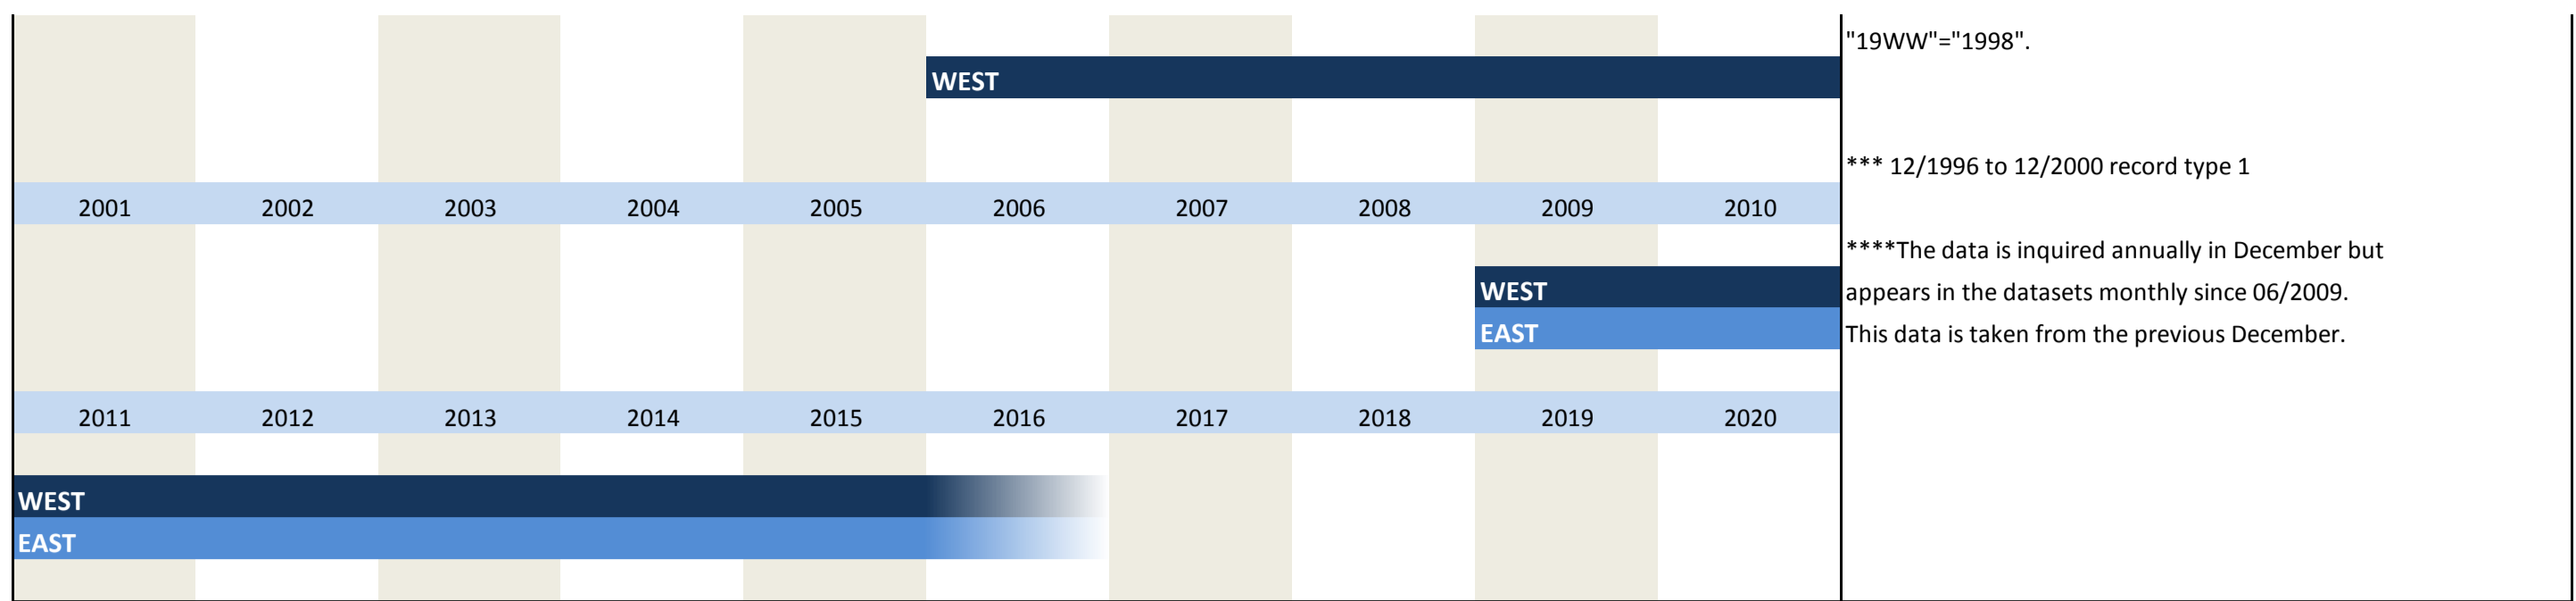 "19WW"="1998".
WEST
*** 12/1996 to 12/2000 record type 1
2001 2002 2003 2004 2005 2006 2007 2008 2009 2010
****The data is inquired annually in December but
WEST
appears in the datasets monthly since 06/2009.
EAST
This data is taken from the previous December.
2011 2012 2013 2014 2015 2016 2017 2018 2019 2020
WEST
EAST